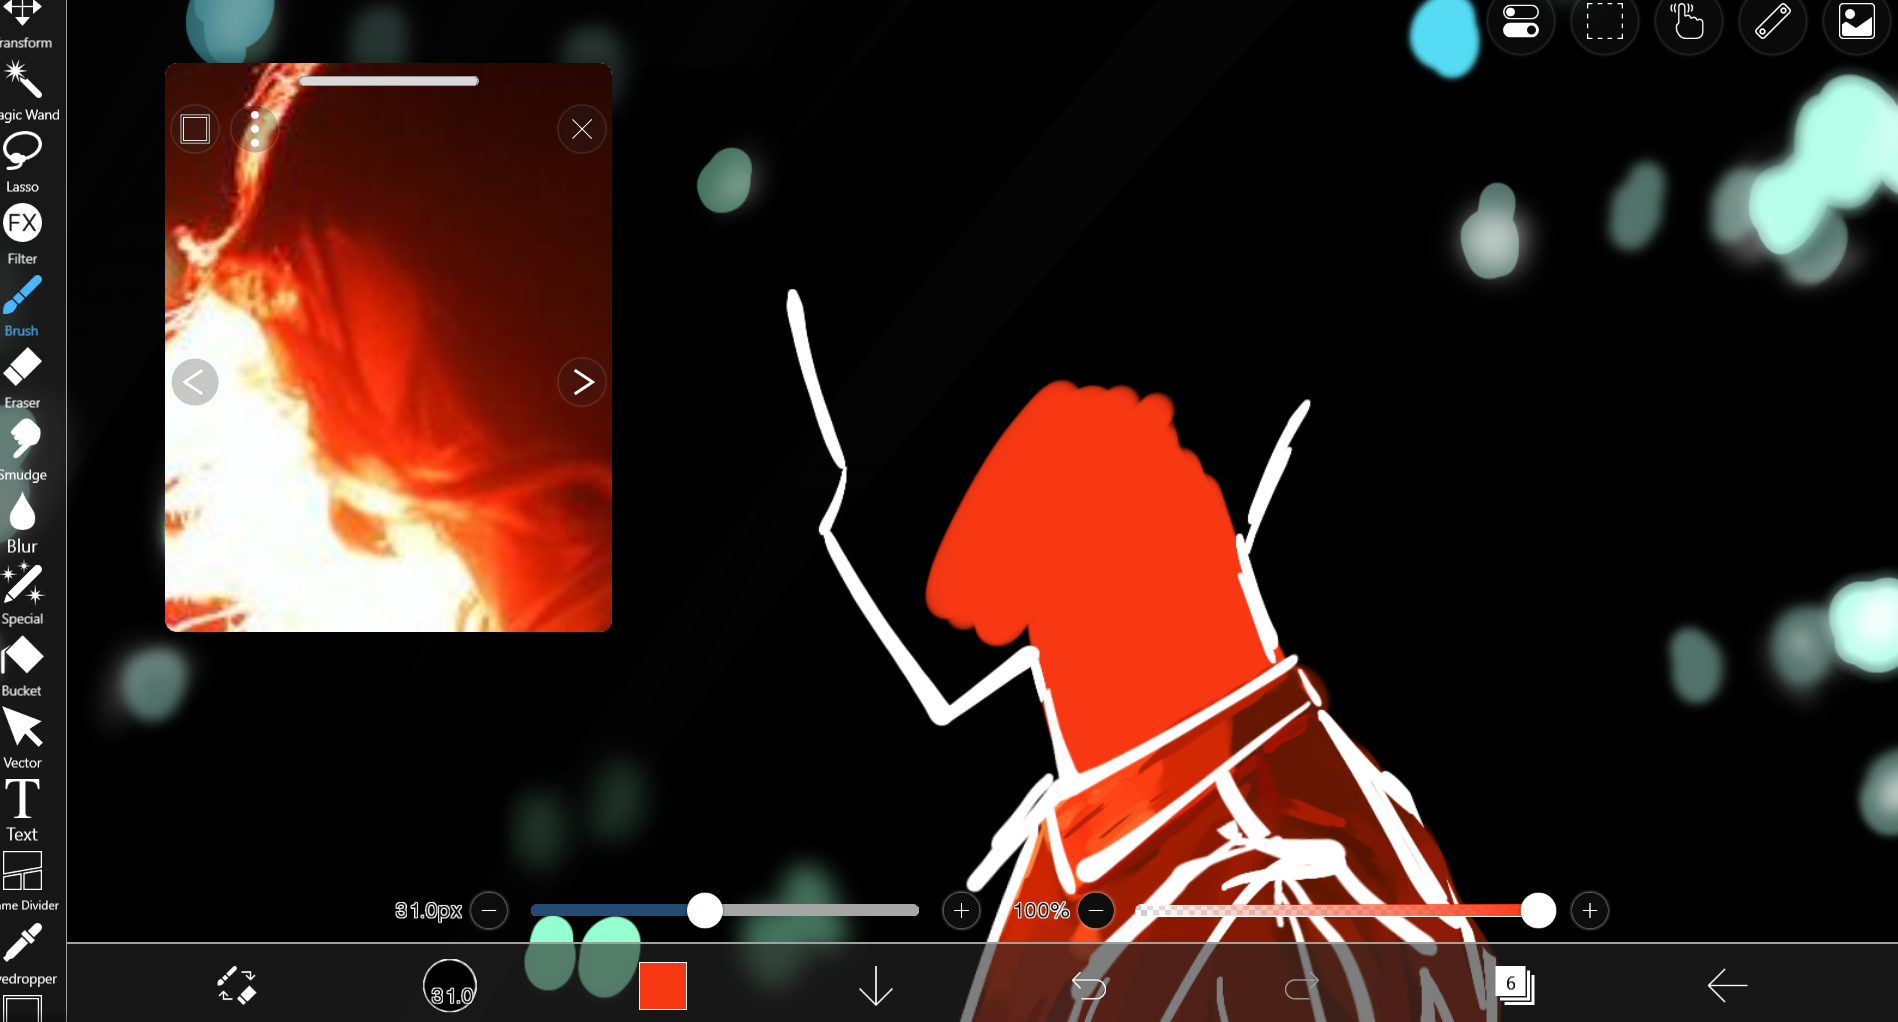 ransform
agic Wand
Lasso
FX
Filter
Brush
Eraser
Smudge
Blur
Special
Bucket
Vector
T
Text
me Divider
edropper
31.0px
100%
31.0
6